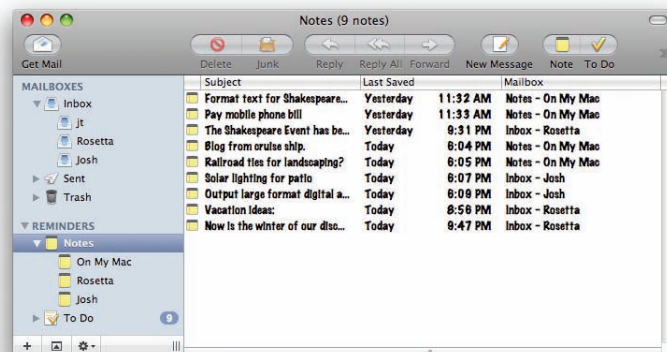 Notes (9 notes)
Get Mail Delete Junk Reply Reply All Forward New Message Note To Do
MAILBOXES
Inbox
jt
Rosetta
Josh
Sent
Trash
REMINDERS
Notes
On My Mac
Rosetta
Josh
To Do 9
Subject Last Saved Mailbox
Format text for Shakespeare... Yesterday 11:32 AM Notes - On My Mac
Pay mobile phone bill Yesterday 11:33 AM Notes - On My Mac
The Shakespeare Event has be... Yesterday 9:31 PM Inbox - Rosetta
Blog from cruise ship. Today 6:04 PM Notes - On My Mac
Railroad ties for landscaping? Today 6:05 PM Notes - On My Mac
Solar lighting for patio Today 6:07 PM Inbox - Josh
Output large format digital a... Today 6:09 PM Inbox - Josh
Vacation ideas: Today 8:56 PM Inbox - Rosetta
Now is the winter of our disc... Today 9:47 PM Inbox - Rosetta